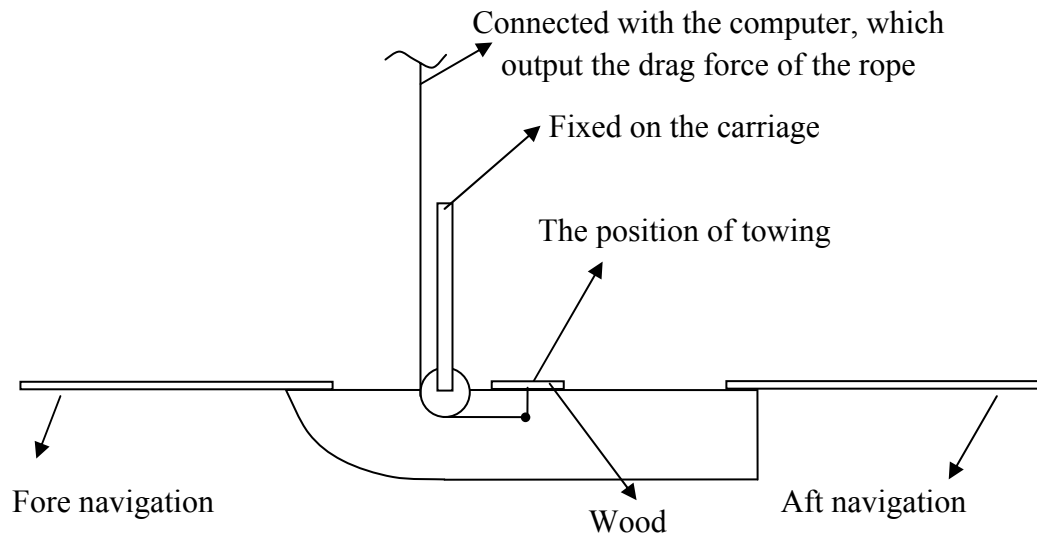 Connected with the computer, which
output the drag force of the rope
Fixed on the carriage
The position of towing
Fore navigation
Wood
Aft navigation